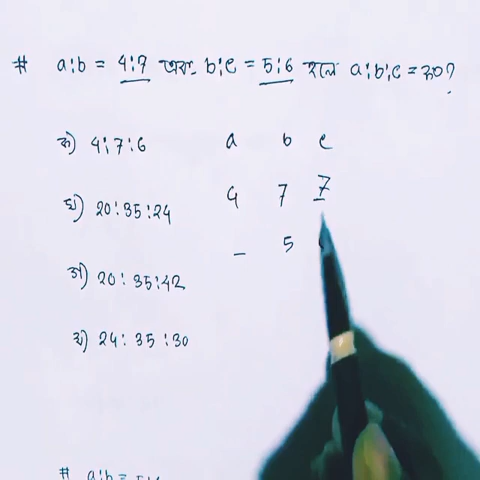 # a:b = 4:7 এবং b:c = 5:6 হলে a:b:c = কত?
ক) 4:7:6
খ) 20:35:24
গ) 20:35:42
ঘ) 24:35:30
a b c
4 7 7
- 5
# a:b =